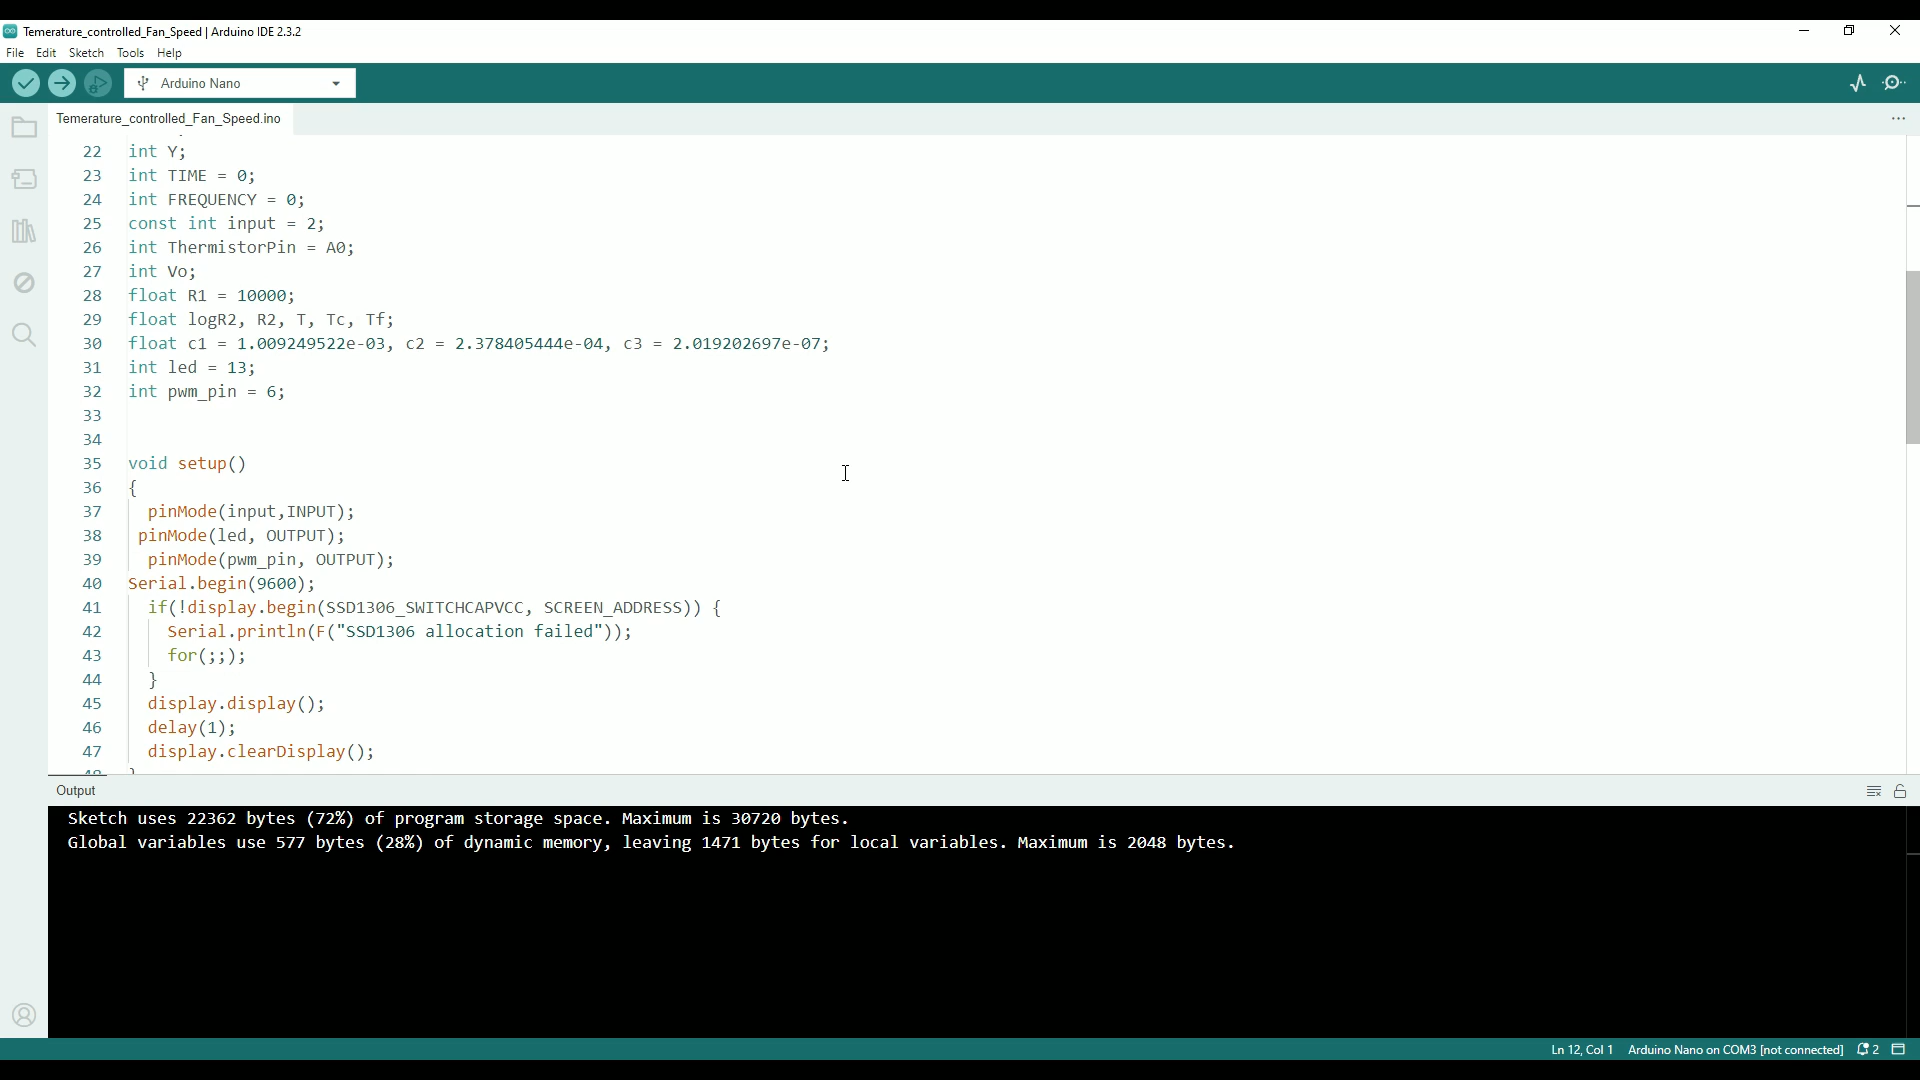 Temerature_controlled_Fan_Speed | Arduino IDE 2.3.2
File Edit Sketch Tools Help
Arduino Nano
Temerature_controlled_Fan_Speed.ino
22 int Y;
23 int TIME = 0;
24 int FREQUENCY = 0;
25 const int input = 2;
26 int ThermistorPin = A0;
27 int Vo;
28 float R1 = 10000;
29 float logR2, R2, T, Tc, Tf;
30 float c1 = 1.009249522e-03, c2 = 2.378405444e-04, c3 = 2.019202697e-07;
31 int led = 13;
32 int pwm_pin = 6;
33
34
35 void setup()
36 {
37 pinMode(input,INPUT);
38 pinMode(led, OUTPUT);
39 pinMode(pwm_pin, OUTPUT);
40 Serial.begin(9600);
41 if(!display.begin(SSD1306_SWITCHCAPVCC, SCREEN_ADDRESS)) {
42 Serial.println(F("SSD1306 allocation failed"));
43 for(;;);
44 }
45 display.display();
46 delay(1);
47 display.clearDisplay();
Output
Sketch uses 22362 bytes (72%) of program storage space. Maximum is 30720 bytes.
Global variables use 577 bytes (28%) of dynamic memory, leaving 1471 bytes for local variables. Maximum is 2048 bytes.
Ln 12, Col 1 Arduino Nano on COM3 [not connected] 2